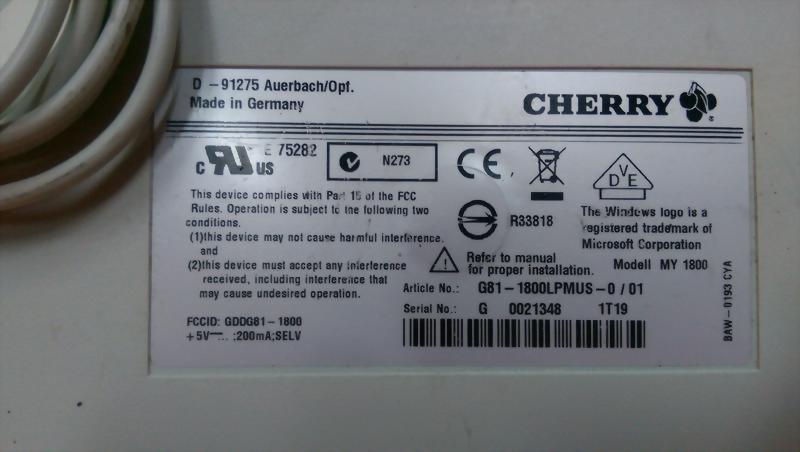 D - 91275 Auerbach/Opf.
Made in Germany
CHERRY
®
c RU US E 75282
N273
CE
DVE
This device complies with Part 15 of the FCC
Rules. Operation is subject to the following two
conditions.
(1)this device may not cause harmful interference,
and
(2)this device must accept any interference
received, including interference that
may cause undesired operation.
FCCID: GDDG81-1800
+5V ;200mA;SELV
R33818
The Windows logo is a
registered trademark of
Microsoft Corporation
Refer to manual
for proper installation.
Modell MY 1800
Article No.: G81-1800LPMUS-0/01
Serial No.: G 0021348 1T19
BAW-0193 CYA